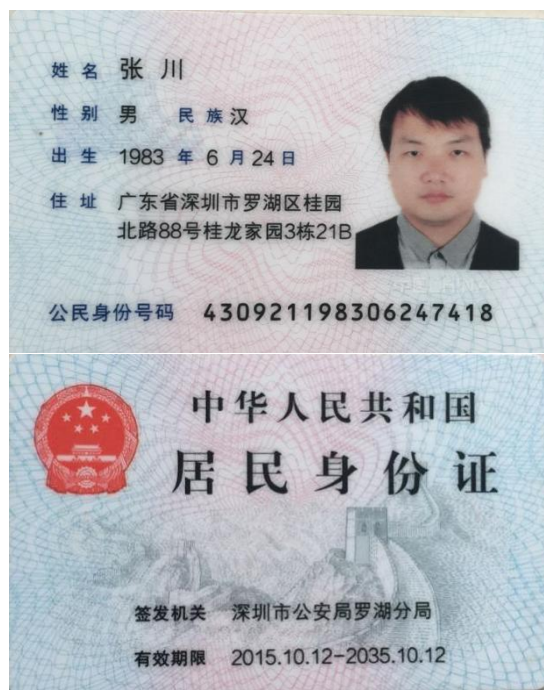 姓名 张川
性别 男 民族 汉
出生 1983 年 6 月 24 日
住址 广东省深圳市罗湖区桂园
北路88号桂龙家园3栋21B
公民身份号码 430921198306247418
中华人民共和国
居民身份证
签发机关 深圳市公安局罗湖分局
有效期限 2015.10.12-2035.10.12